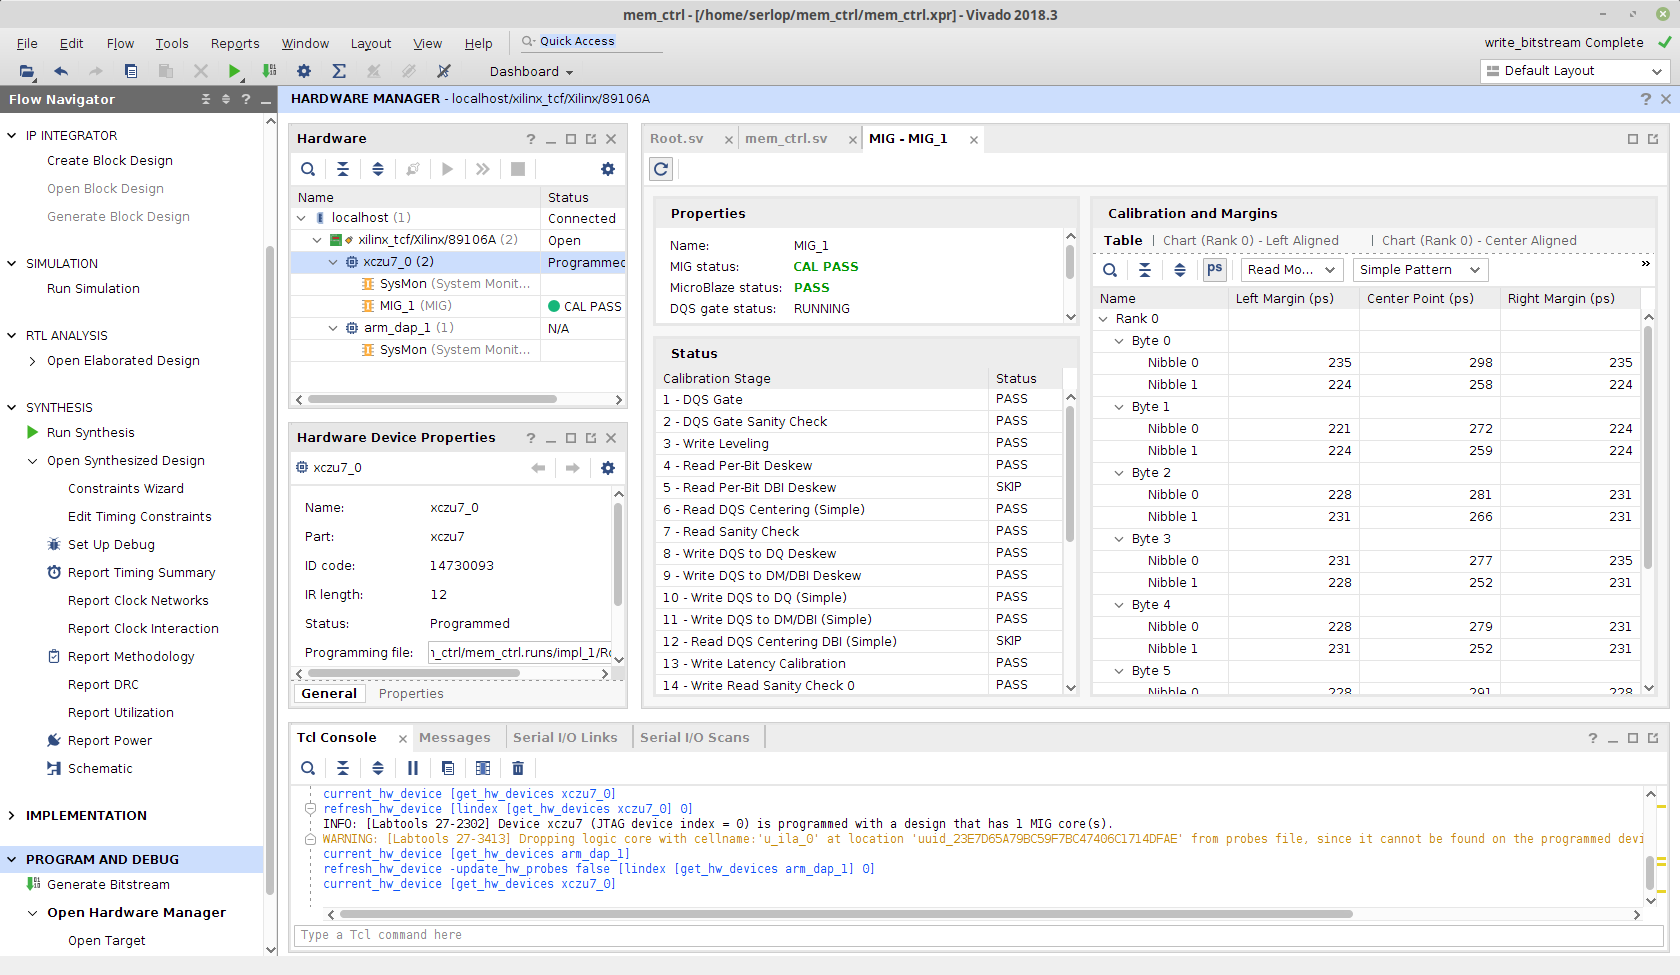 mem_ctrl - [/home/serlop/mem_ctrl/mem_ctrl.xpr] - Vivado 2018.3
File Edit Flow Tools Reports Window Layout View Help Quick Access
write_bitstream Complete
Dashboard
Default Layout
Flow Navigator
HARDWARE MANAGER - localhost/xilinx_tcf/Xilinx/89106A
IP INTEGRATOR
Create Block Design
Open Block Design
Generate Block Design
SIMULATION
Run Simulation
RTL ANALYSIS
Open Elaborated Design
SYNTHESIS
Run Synthesis
Open Synthesized Design
Constraints Wizard
Edit Timing Constraints
Set Up Debug
Report Timing Summary
Report Clock Networks
Report Clock Interaction
Report Methodology
Report DRC
Report Utilization
Report Power
Schematic
IMPLEMENTATION
PROGRAM AND DEBUG
Generate Bitstream
Open Hardware Manager
Open Target
Hardware
Name Status
localhost (1) Connected
xilinx_tcf/Xilinx/89106A (2) Open
xczu7_0 (2) Programmed
SysMon (System Monit...
MIG_1 (MIG) CAL PASS
arm_dap_1 (1) N/A
SysMon (System Monit...
Hardware Device Properties
xczu7_0
Name: xczu7_0
Part: xczu7
ID code: 14730093
IR length: 12
Status: Programmed
Programming file: _ctrl/mem_ctrl.runs/impl_1/Ro
General Properties
Root.sv mem_ctrl.sv MIG - MIG_1
Properties
Name: MIG_1
MIG status: CAL PASS
MicroBlaze status: PASS
DQS gate status: RUNNING
Status
Calibration Stage Status
1 - DQS Gate PASS
2 - DQS Gate Sanity Check PASS
3 - Write Leveling PASS
4 - Read Per-Bit Deskew PASS
5 - Read Per-Bit DBI Deskew SKIP
6 - Read DQS Centering (Simple) PASS
7 - Read Sanity Check PASS
8 - Write DQS to DQ Deskew PASS
9 - Write DQS to DM/DBI Deskew PASS
10 - Write DQS to DQ (Simple) PASS
11 - Write DQS to DM/DBI (Simple) PASS
12 - Read DQS Centering DBI (Simple) SKIP
13 - Write Latency Calibration PASS
14 - Write Read Sanity Check 0 PASS
Calibration and Margins
Table | Chart (Rank 0) - Left Aligned | Chart (Rank 0) - Center Aligned
ps Read Mo... Simple Pattern »
Name Left Margin (ps) Center Point (ps) Right Margin (ps)
Rank 0
Byte 0
Nibble 0 235 298 235
Nibble 1 224 258 224
Byte 1
Nibble 0 221 272 224
Nibble 1 224 259 224
Byte 2
Nibble 0 228 281 231
Nibble 1 231 266 231
Byte 3
Nibble 0 231 277 235
Nibble 1 228 252 231
Byte 4
Nibble 0 228 279 231
Nibble 1 231 252 231
Byte 5
Nibble 0 228 291 228
Tcl Console Messages Serial I/O Links Serial I/O Scans
current_hw_device [get_hw_devices xczu7_0]
refresh_hw_device [lindex [get_hw_devices xczu7_0] 0]
INFO: [Labtools 27-2302] Device xczu7 (JTAG device index = 0) is programmed with a design that has 1 MIG core(s).
WARNING: [Labtools 27-3413] Dropping logic core with cellname:'u_ila_0' at location 'uuid_23E7D65A79BC59F7BC47406C1714DFAE' from probes file, since it cannot be found on the programmed devi
current_hw_device [get_hw_devices arm_dap_1]
refresh_hw_device -update_hw_probes false [lindex [get_hw_devices arm_dap_1] 0]
current_hw_device [get_hw_devices xczu7_0]
Type a Tcl command here